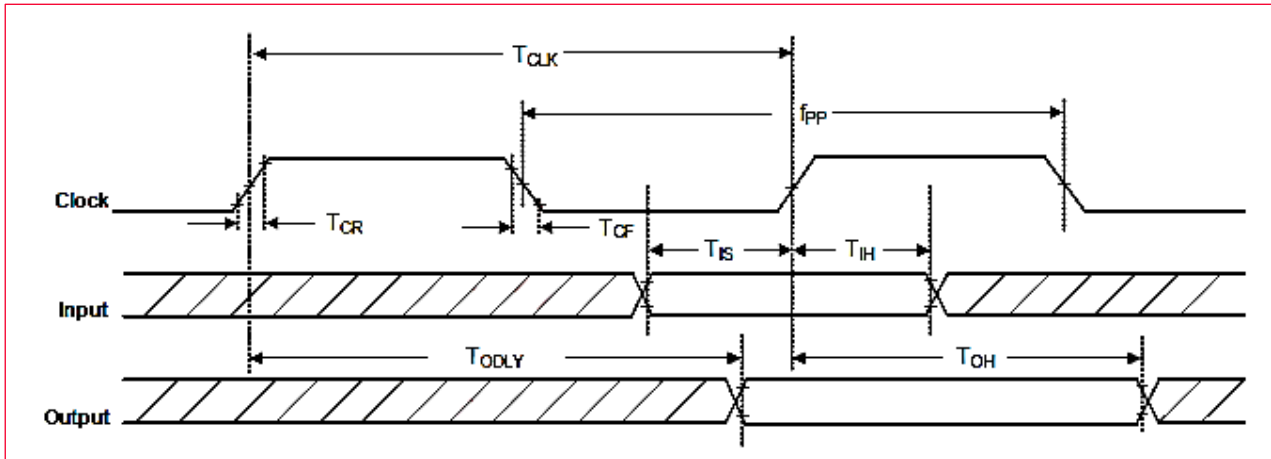 TCLK
fPP
Clock
TCR
TCF
TIS
TIH
Input
TODLY
TOH
Output